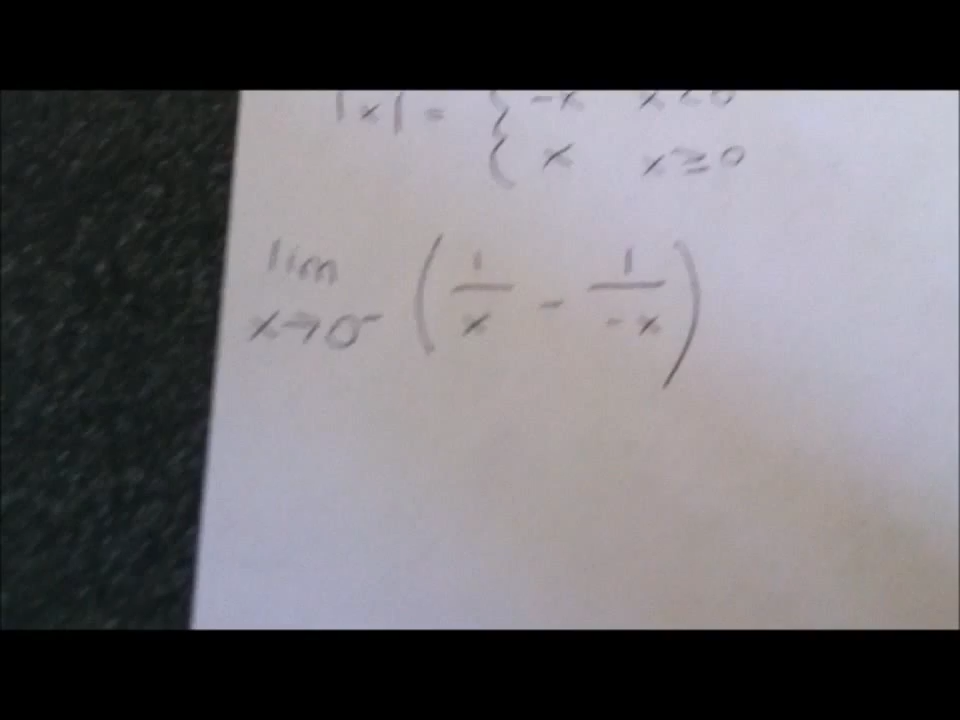 |x| = { -x x<0
x x≥0
lim x→0⁻ ( 1/x - 1/-x )